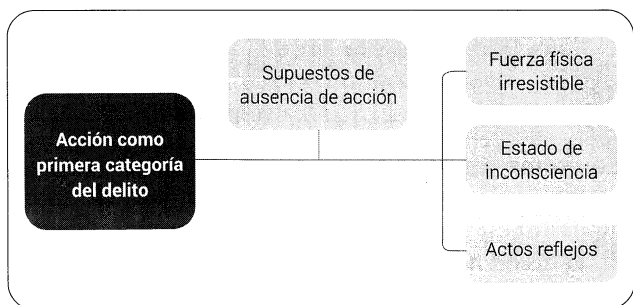 Acción como
primera categoría
del delito
Supuestos de
ausencia de acción
Fuerza física
irresistible
Estado de
inconsciencia
Actos reflejos